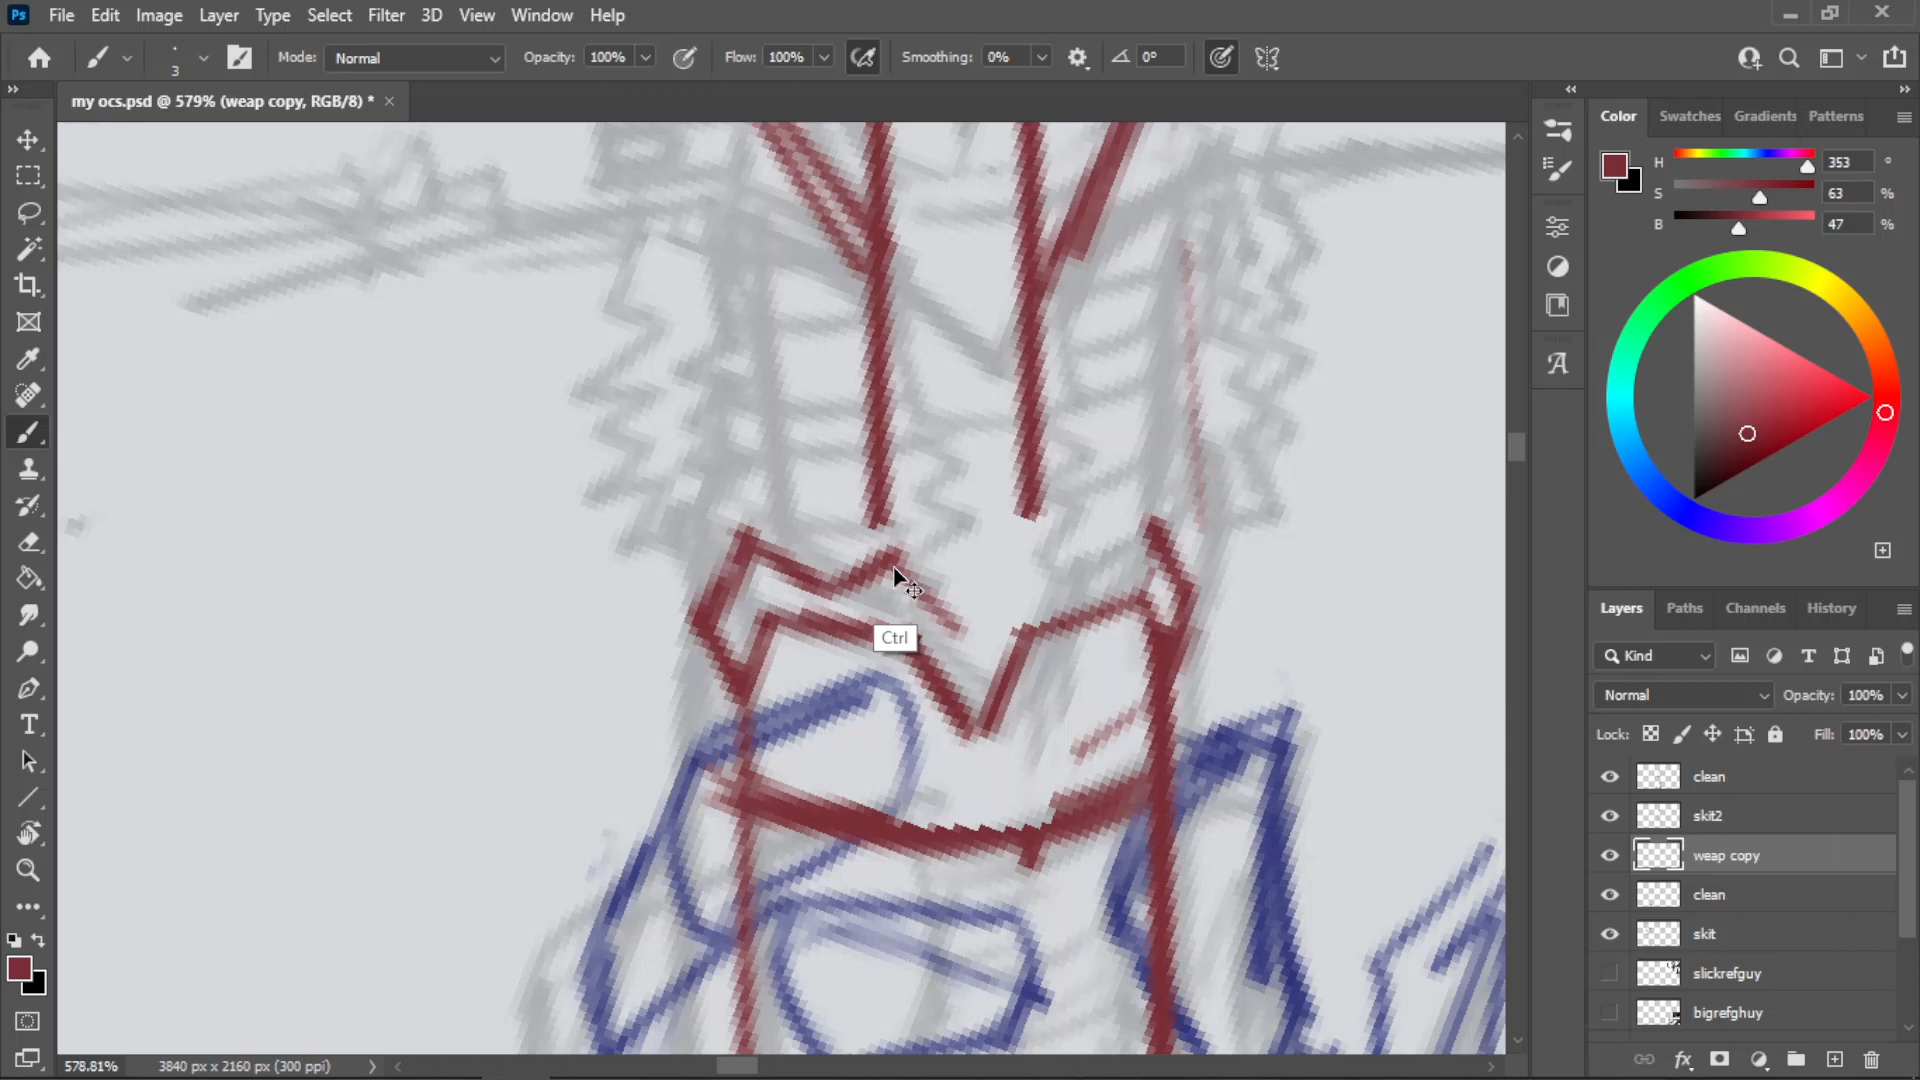 Ps File Edit Image Layer Type Select Filter 3D View Window Help
3 Mode: Normal Opacity: 100% Flow: 100% Smoothing: 0% 0°
my ocs.psd @ 579% (weap copy, RGB/8) * ×
Color Swatches Gradients Patterns
H 353 °
S 63 %
B 47 %
Ctrl
Layers Paths Channels History
Kind
Normal Opacity: 100%
Lock: Fill: 100%
clean
skit2
weap copy
clean
skit
slickrefguy
bigrefghuy
578.81% 3840 px x 2160 px (300 ppi)